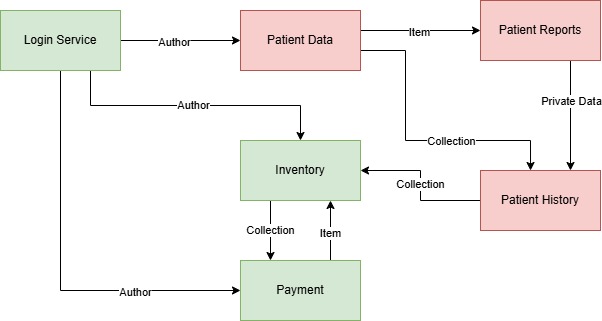 Login Service
Author
Patient Data
Item
Patient Reports
Private Data
Author
Collection
Inventory
Collection
Patient History
Collection
Item
Author
Payment